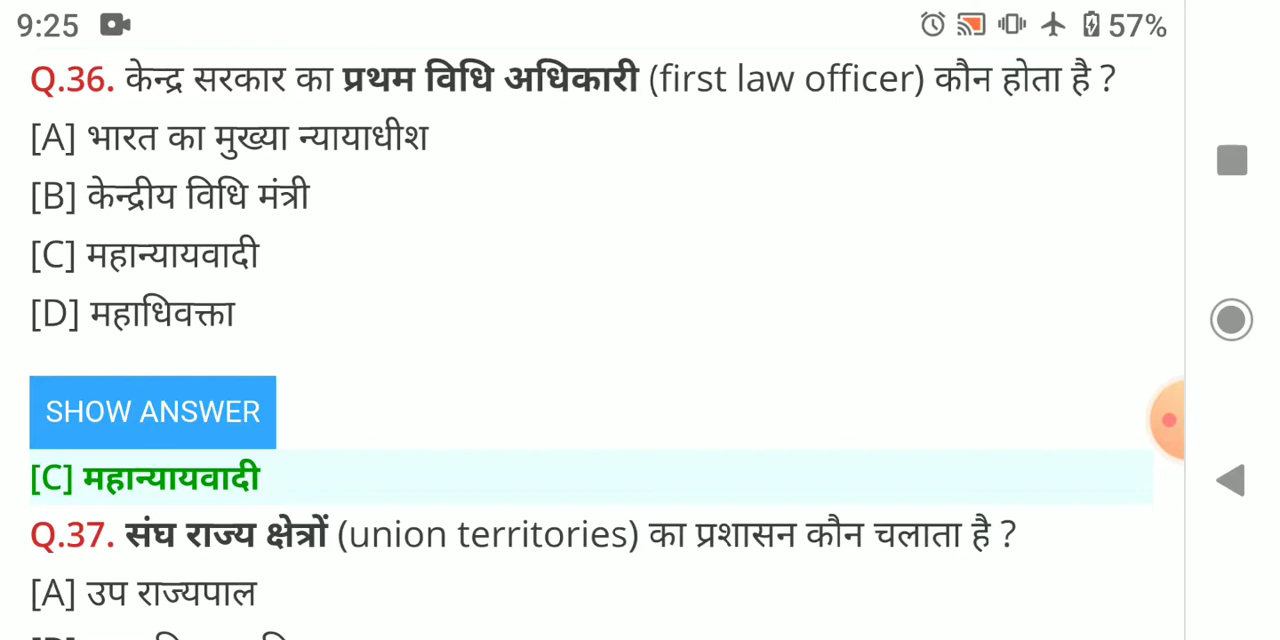 9:25
57%
Q.36. केन्द्र सरकार का प्रथम विधि अधिकारी (first law officer) कौन होता है ?
[A] भारत का मुख्या न्यायाधीश
[B] केन्द्रीय विधि मंत्री
[C] महान्यायवादी
[D] महाधिवक्ता
SHOW ANSWER
[C] महान्यायवादी
Q.37. संघ राज्य क्षेत्रों (union territories) का प्रशासन कौन चलाता है ?
[A] उप राज्यपाल